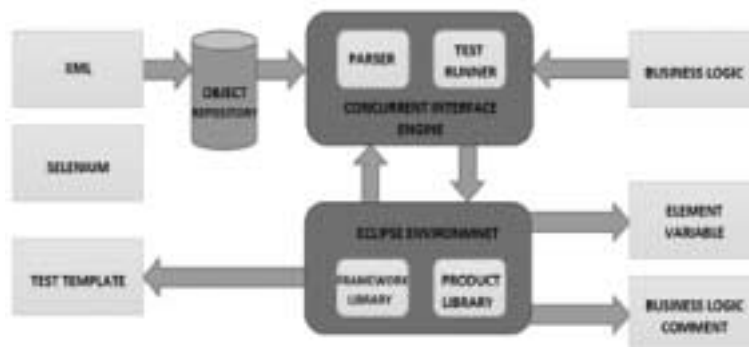 XML
OBJECT
REPOSITORY
PARSER
TEST
RUNNER
CONCURRENT INTERFACE
ENGINE
BUSINESS LOGIC
SELENIUM
ECLIPSE ENVIRONMNET
ELEMENT
VARIABLE
TEST TEMPLATE
FRAMEWORK
LIBRARY
PRODUCT
LIBRARY
BUSINESS LOGIC
COMMENT